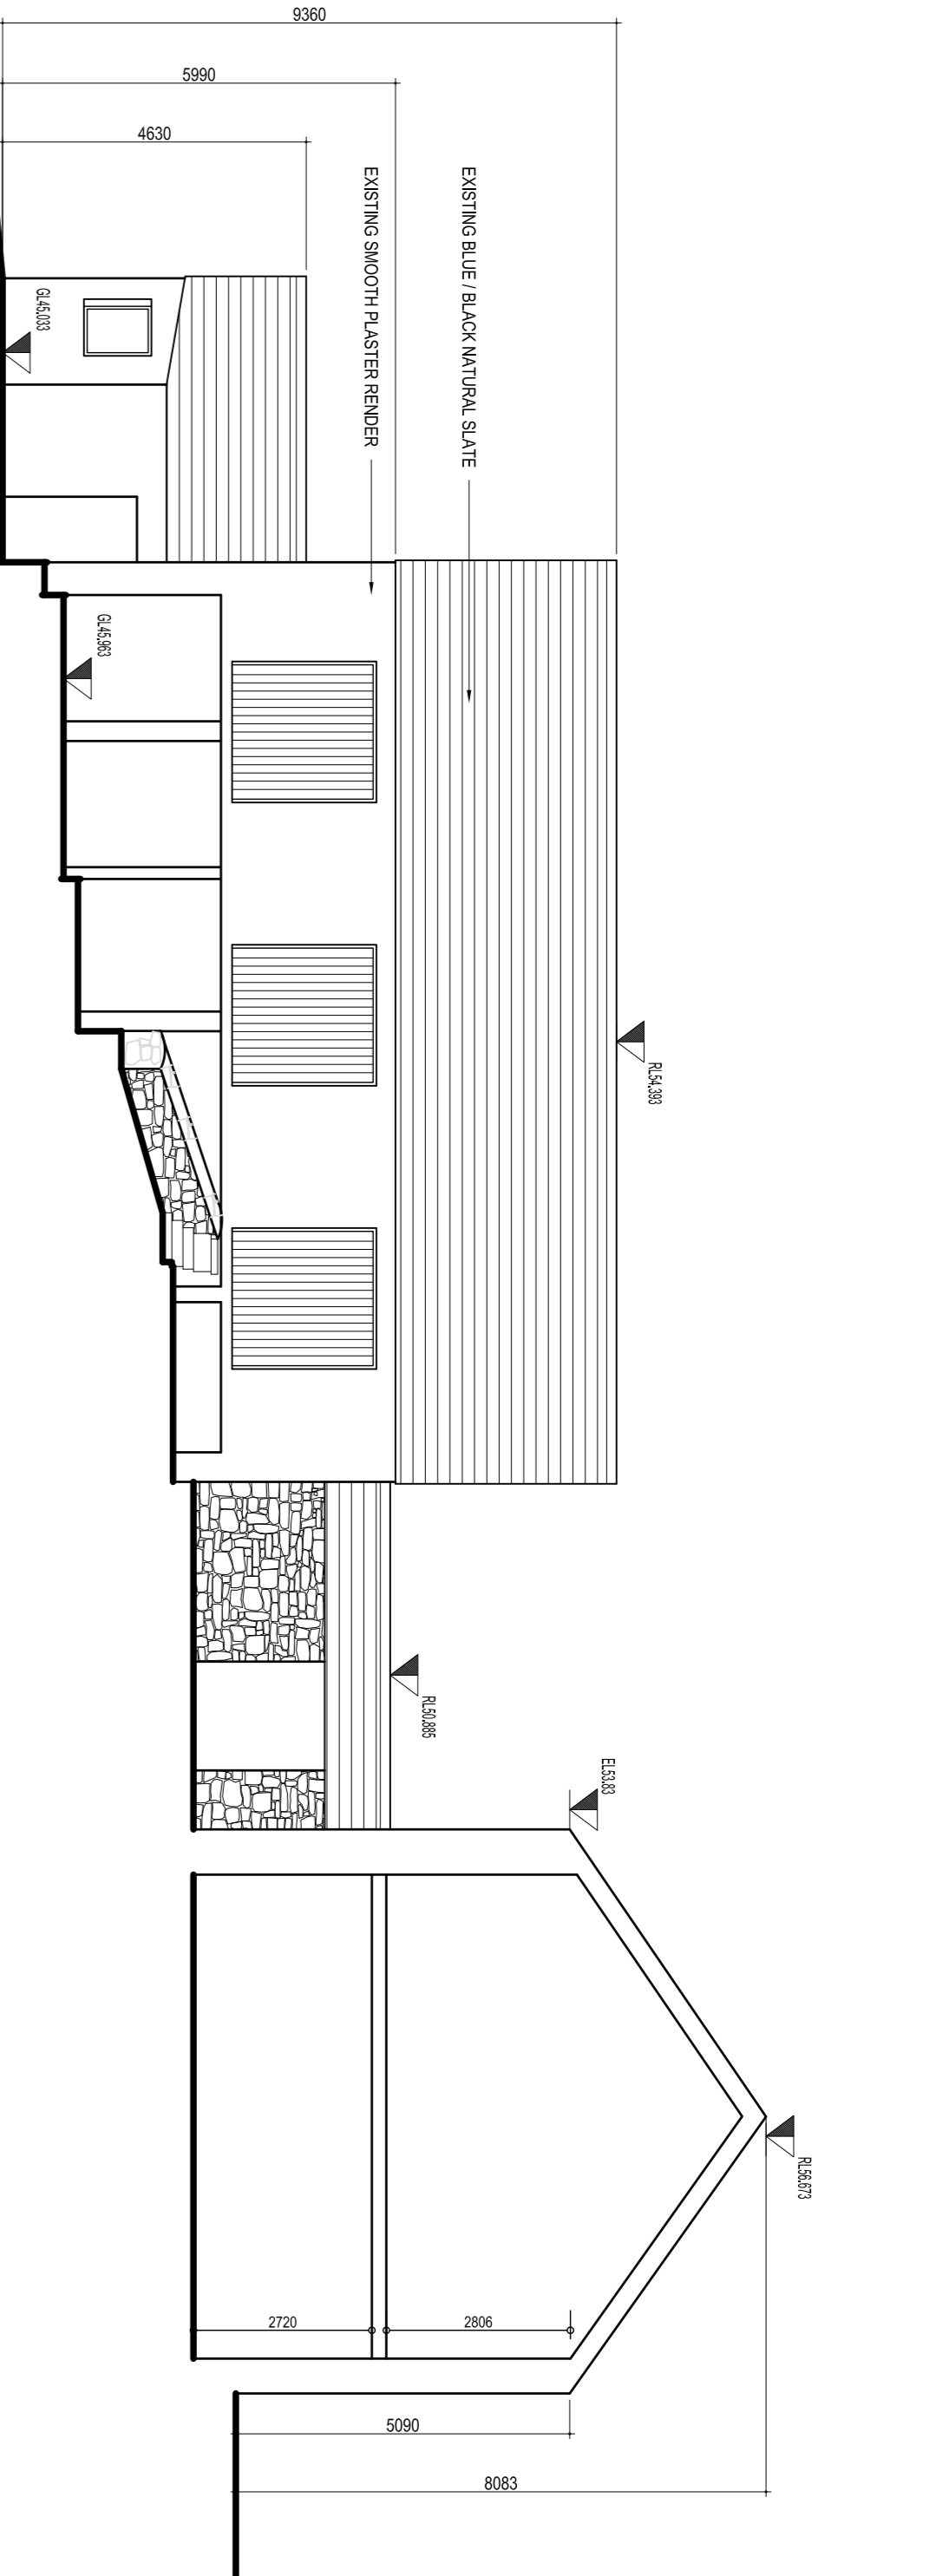 9360
5990
4630
EXISTING BLUE / BLACK NATURAL SLATE
EXISTING SMOOTH PLASTER RENDER
GL45.033
GL45.963
RL54.393
RL50.885
EL53.83
RL56.673
2720
2806
5090
8083